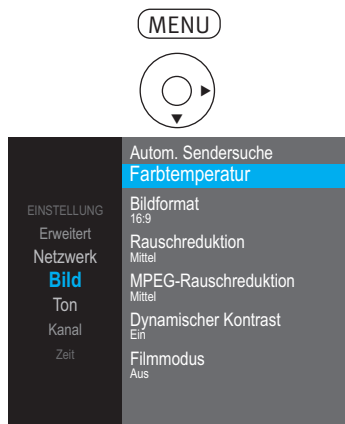 MENU
EINSTELLUNG
Erweitert
Netzwerk
Bild
Ton
Kanal
Zeit
Autom. Sendersuche
Farbtemperatur
Bildformat
16:9
Rauschreduktion
Mittel
MPEG-Rauschreduktion
Mittel
Dynamischer Kontrast
Ein
Filmmodus
Aus